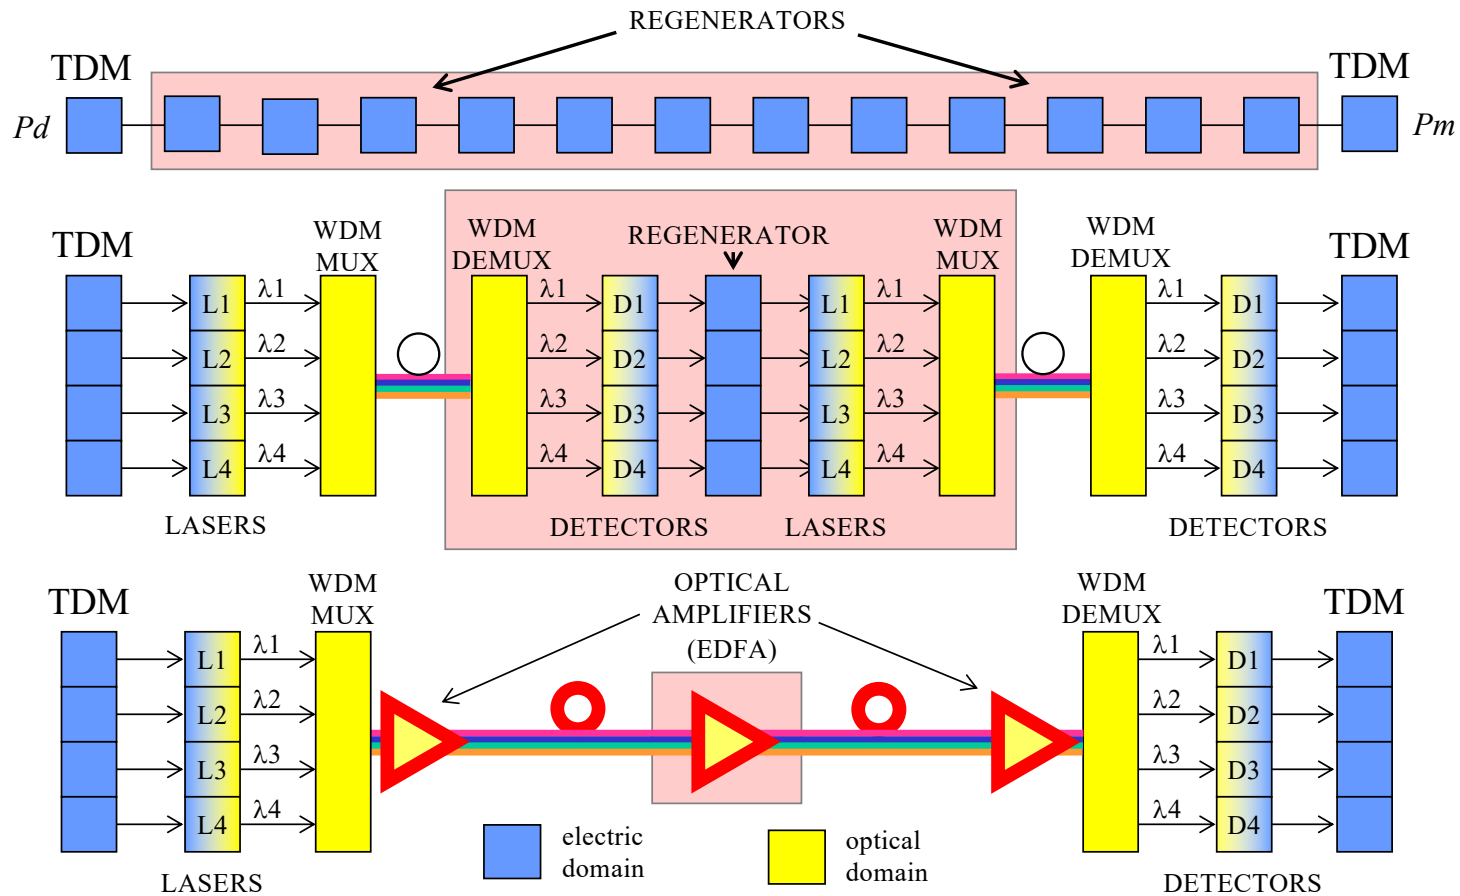 REGENERATORS
TDM
TDM
Pd
Pm
TDM
WDM
MUX
WDM
DEMUX
REGENERATOR
WDM
MUX
WDM
DEMUX
TDM
L1 λ1
λ1 D1
L1 λ1
λ1 D1
L2 λ2
λ2 D2
L2 λ2
λ2 D2
L3 λ3
λ3 D3
L3 λ3
λ3 D3
L4 λ4
λ4 D4
L4 λ4
λ4 D4
LASERS
DETECTORS
LASERS
DETECTORS
TDM
WDM
MUX
OPTICAL
AMPLIFIERS
(EDFA)
WDM
DEMUX
TDM
L1 λ1
λ1 D1
L2 λ2
λ2 D2
L3 λ3
λ3 D3
L4 λ4
λ4 D4
LASERS
electric
domain
optical
domain
DETECTORS